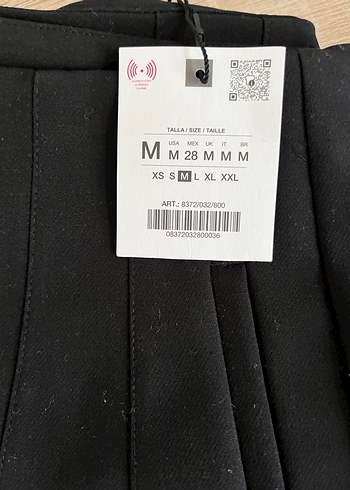 TALLA / SIZE / TAILLE
USA MEX UK IT BR
M M 28 M M M
XS S M L XL XXL
ART.: 8372/032/800
08372032800036